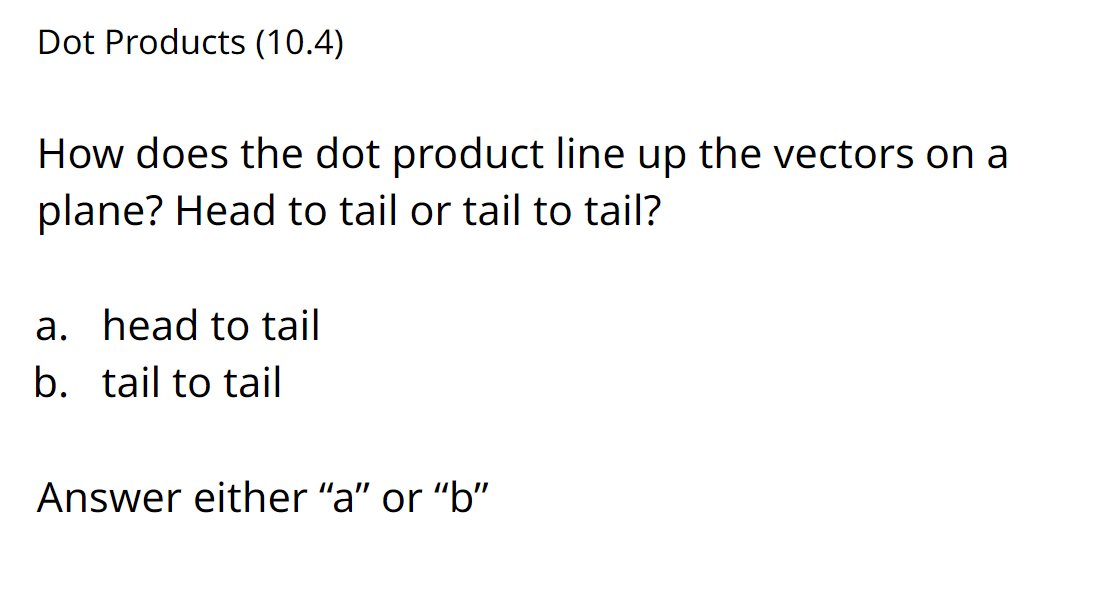 Dot Products (10.4)
How does the dot product line up the vectors on a
plane? Head to tail or tail to tail?
a. head to tail
b. tail to tail
Answer either “a” or “b”